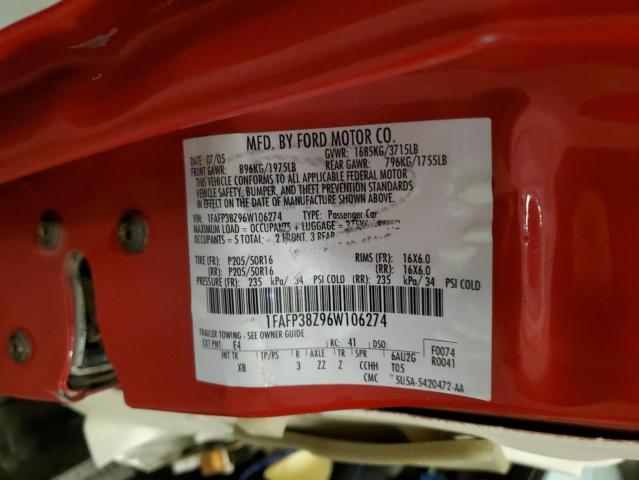 MFD. BY FORD MOTOR CO.
DATE: 07/05 GVWR: 1685KG/3715LB
FRONT GAWR: 896KG/1975LB REAR GAWR: 796KG/1755LB
THIS VEHICLE CONFORMS TO ALL APPLICABLE FEDERAL MOTOR
VEHICLE SAFETY, BUMPER, AND THEFT PREVENTION STANDARDS
IN EFFECT ON THE DATE OF MANUFACTURE SHOWN ABOVE.
VIN: 1FAFP38Z96W106274 TYPE: Passenger Car
MAXIMUM LOAD = OCCUPANTS + LUGGAGE =
OCCUPANTS = 5 TOTAL: 2 FRONT, 3 REAR
TIRE (FR): P205/50R16 RIMS (FR): 16X6.0
(RR): P205/50R16 (RR): 16X6.0
PRESSURE (FR): 235 kPa/ 34 PSI COLD (RR): 235 kPa/ 34 PSI COLD
1FAFP38Z96W106274
TRAILER TOWING - SEE OWNER GUIDE
EXT PNT: E4 RC: 41 DSO: F0074
INT TR TP/PS R AXLE TR SPR 6AU2G R0041
XB 3 ZZ Z CCHH T05
CMC 5U5A-5420472-AA